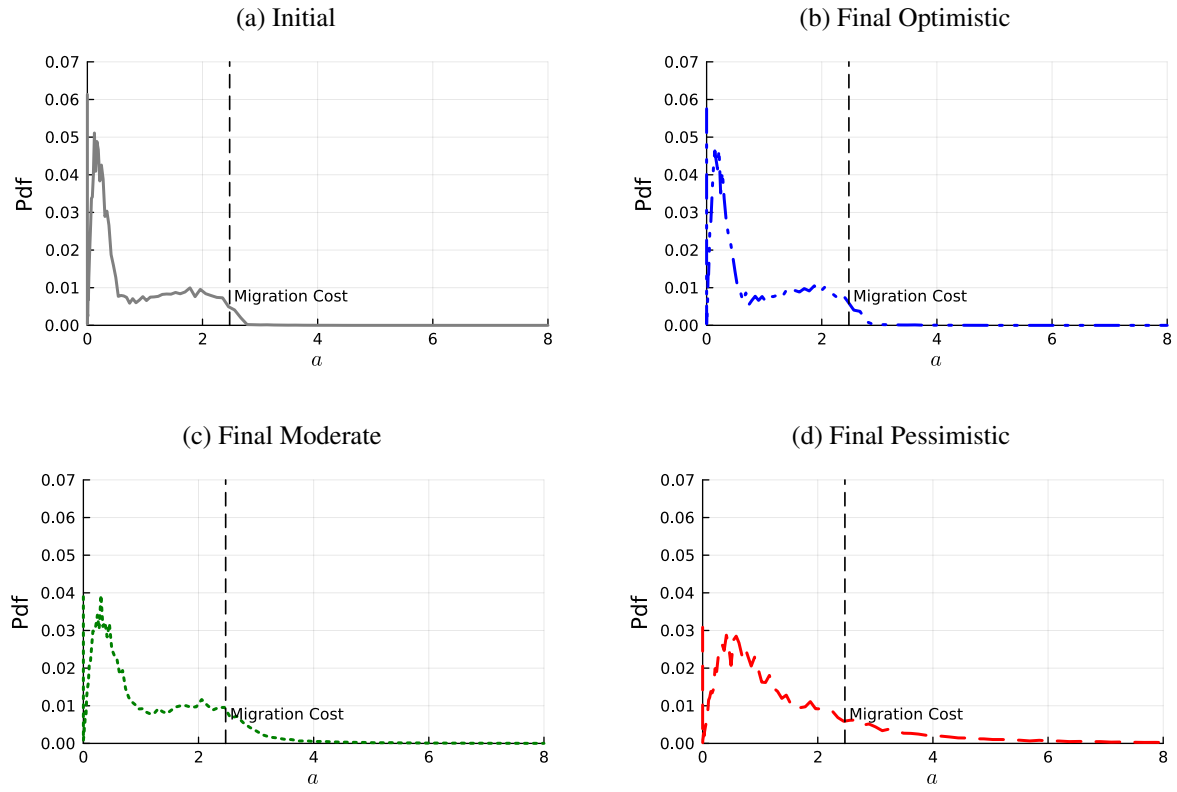 (a) Initial
0.07
0.06
0.05
0.04
0.03
0.02
0.01
0.00
Pdf
Migration Cost
0 2 4 6 8
a
(b) Final Optimistic
0.07
0.06
0.05
0.04
0.03
0.02
0.01
0.00
Pdf
Migration Cost
0 2 4 6 8
a
(c) Final Moderate
0.07
0.06
0.05
0.04
0.03
0.02
0.01
0.00
Pdf
Migration Cost
0 2 4 6 8
a
(d) Final Pessimistic
0.07
0.06
0.05
0.04
0.03
0.02
0.01
0.00
Pdf
Migration Cost
0 2 4 6 8
a